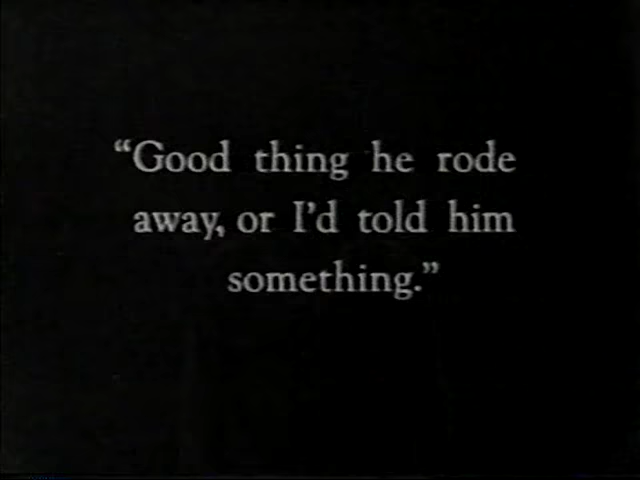 “Good thing he rode
away, or I’d told him
something.”